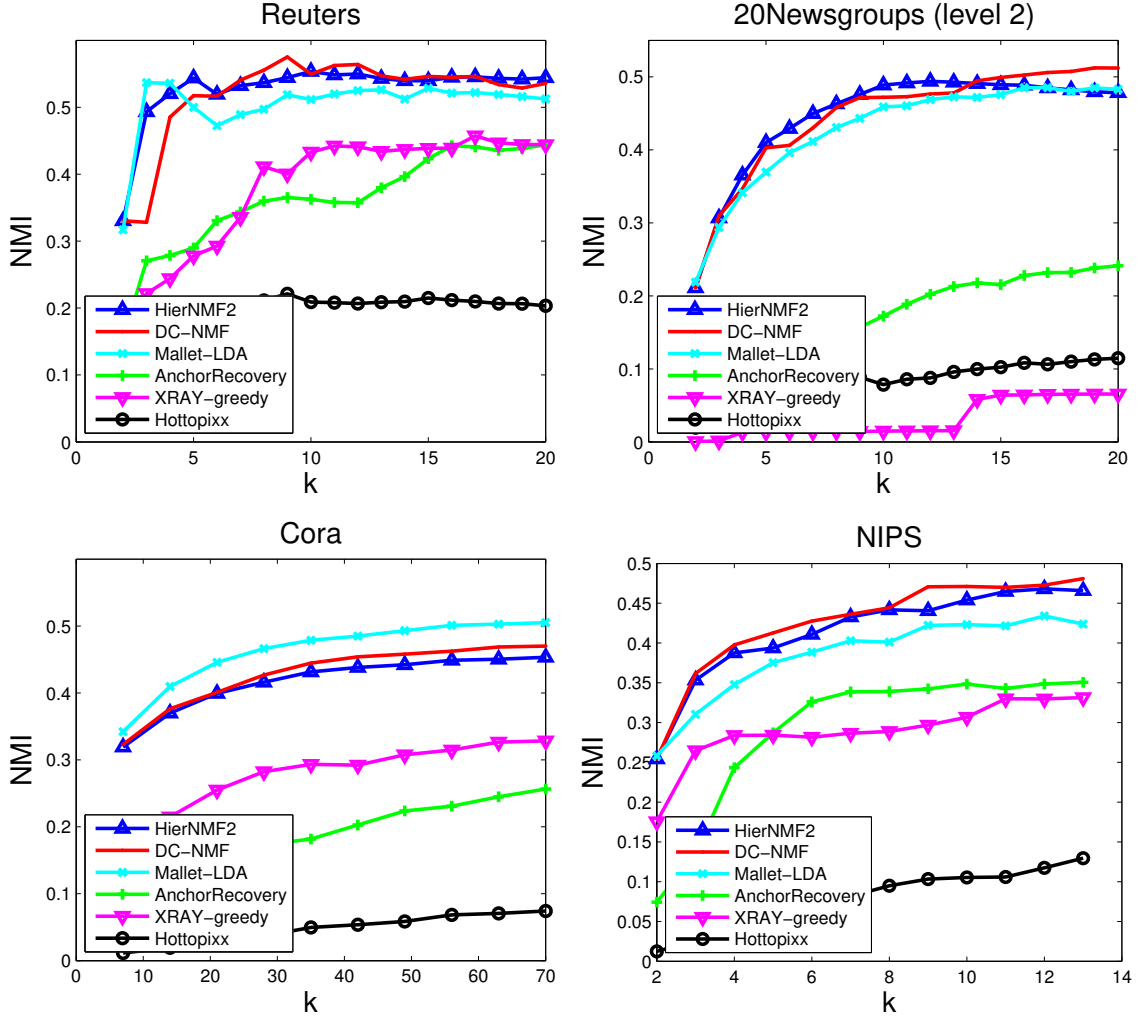 Reuters
NMI
0.5
0.4
0.3
0.2
0.1
0
0 5 10 15 20
k
HierNMF2
DC-NMF
Mallet-LDA
AnchorRecovery
XRAY-greedy
Hottopixx
20Newsgroups (level 2)
NMI
0.5
0.4
0.3
0.2
0.1
0
0 5 10 15 20
k
HierNMF2
DC-NMF
Mallet-LDA
AnchorRecovery
XRAY-greedy
Hottopixx
Cora
NMI
0.5
0.4
0.3
0.2
0.1
0
0 10 20 30 40 50 60 70
k
HierNMF2
DC-NMF
Mallet-LDA
AnchorRecovery
XRAY-greedy
Hottopixx
NIPS
NMI
0.5
0.45
0.4
0.35
0.3
0.25
0.2
0.15
0.1
0.05
0
2 4 6 8 10 12 14
k
HierNMF2
DC-NMF
Mallet-LDA
AnchorRecovery
XRAY-greedy
Hottopixx